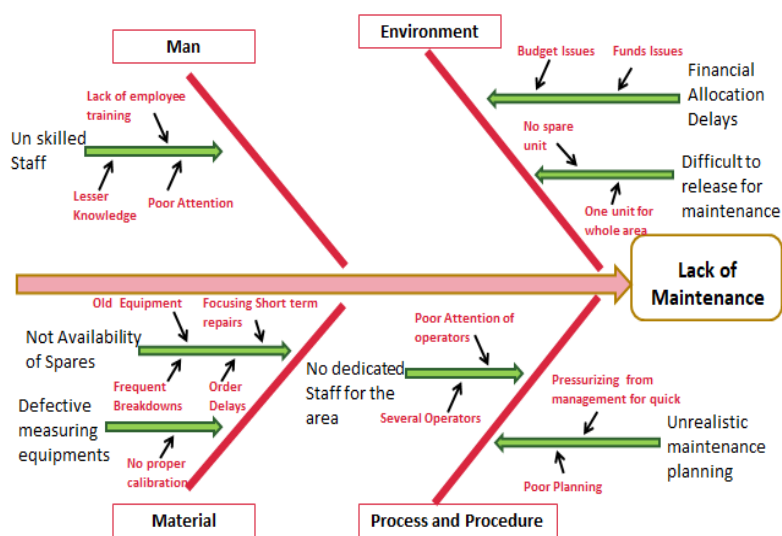 Man
Environment
Budget Issues
Funds Issues
Financial
Allocation
Delays
Lack of employee
training
Un skilled
Staff
Lesser
Knowledge
Poor Attention
No spare
unit
Difficult to
release for
maintenance
One unit for
whole area
Lack of
Maintenance
Old Equipment
Focusing Short term
repairs
Not Availability
of Spares
Frequent
Breakdowns
Order
Delays
Defective
measuring
equipments
No proper
calibration
Poor Attention of
operators
No dedicated
Staff for the
area
Several Operators
Pressurizing from
management for quick
Unrealistic
maintenance
planning
Poor Planning
Material
Process and Procedure